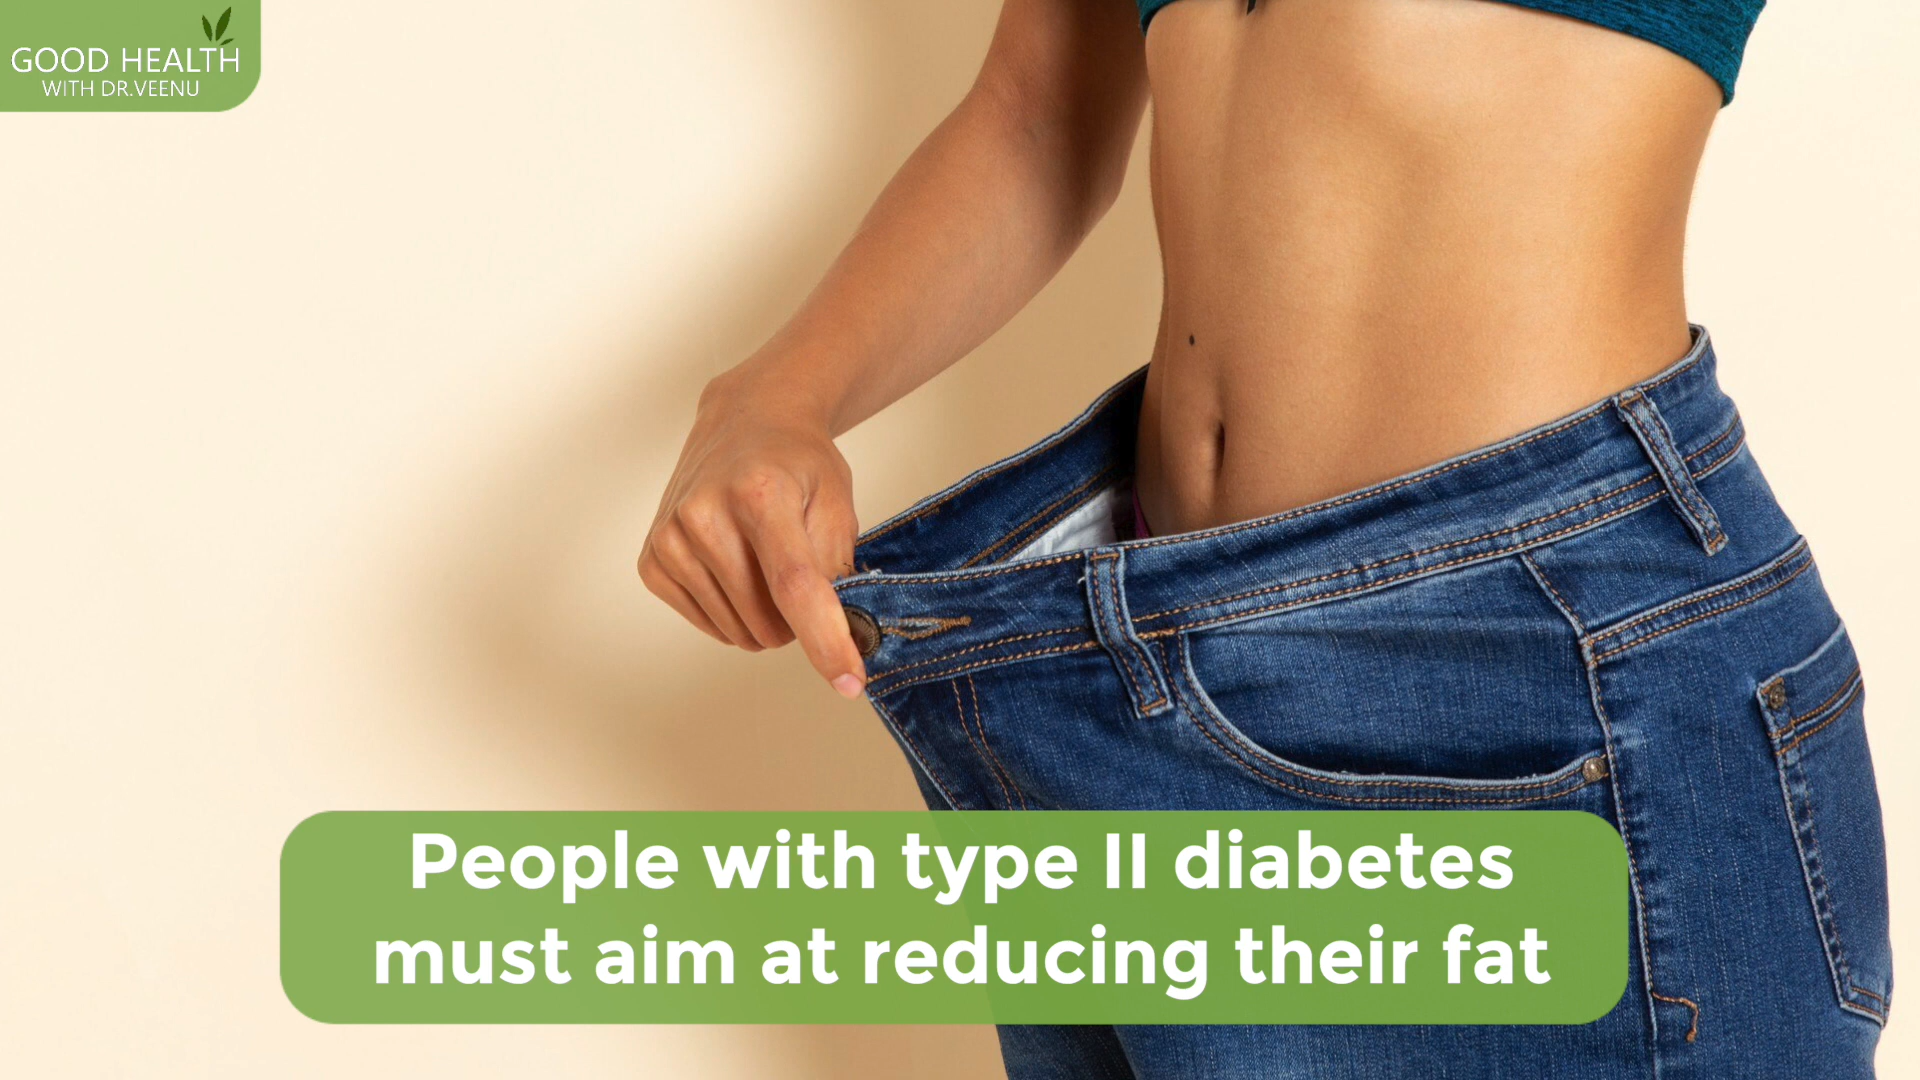 GOOD HEALTH
WITH DR.VEENU
People with type II diabetes
must aim at reducing their fat